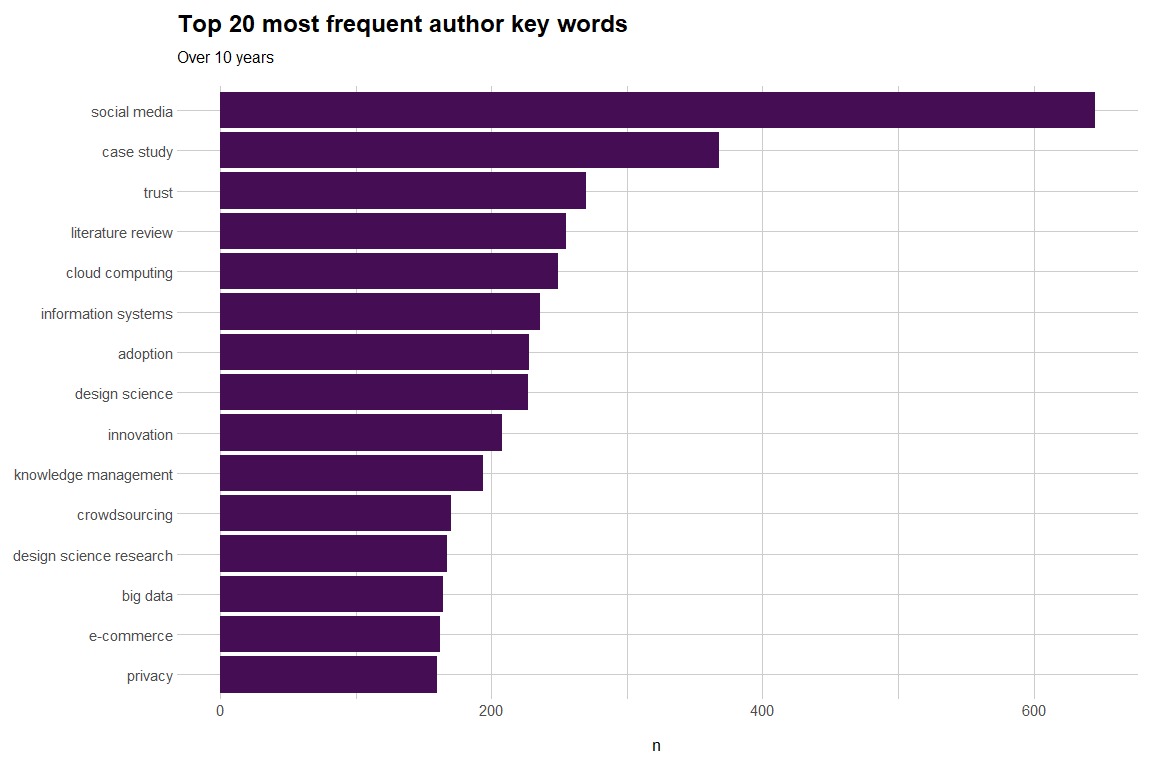 Top 20 most frequent author key words
Over 10 years
social media
case study
trust
literature review
cloud computing
information systems
adoption
design science
innovation
knowledge management
crowdsourcing
design science research
big data
e-commerce
privacy
0 200 400 600
n